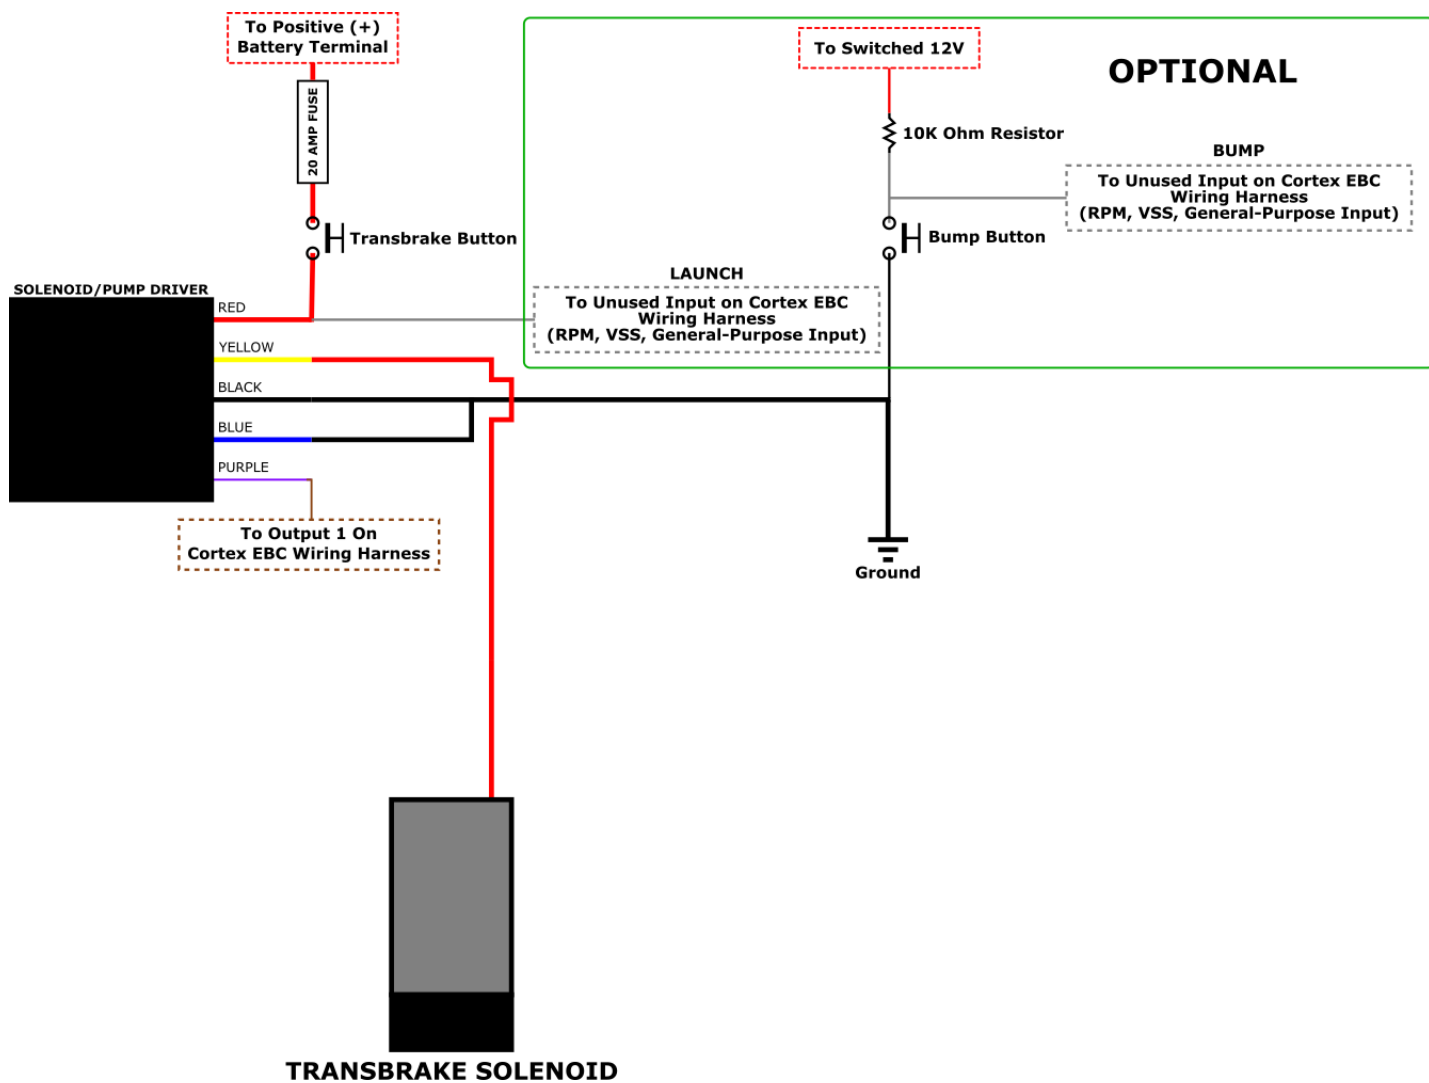 To Positive (+)
Battery Terminal
20 AMP FUSE
Transbrake Button
To Switched 12V
OPTIONAL
10K Ohm Resistor
BUMP
To Unused Input on Cortex EBC
Wiring Harness
(RPM, VSS, General-Purpose Input)
Bump Button
LAUNCH
To Unused Input on Cortex EBC
Wiring Harness
(RPM, VSS, General-Purpose Input)
SOLENOID/PUMP DRIVER
RED
YELLOW
BLACK
BLUE
PURPLE
To Output 1 On
Cortex EBC Wiring Harness
Ground
TRANSBRAKE SOLENOID